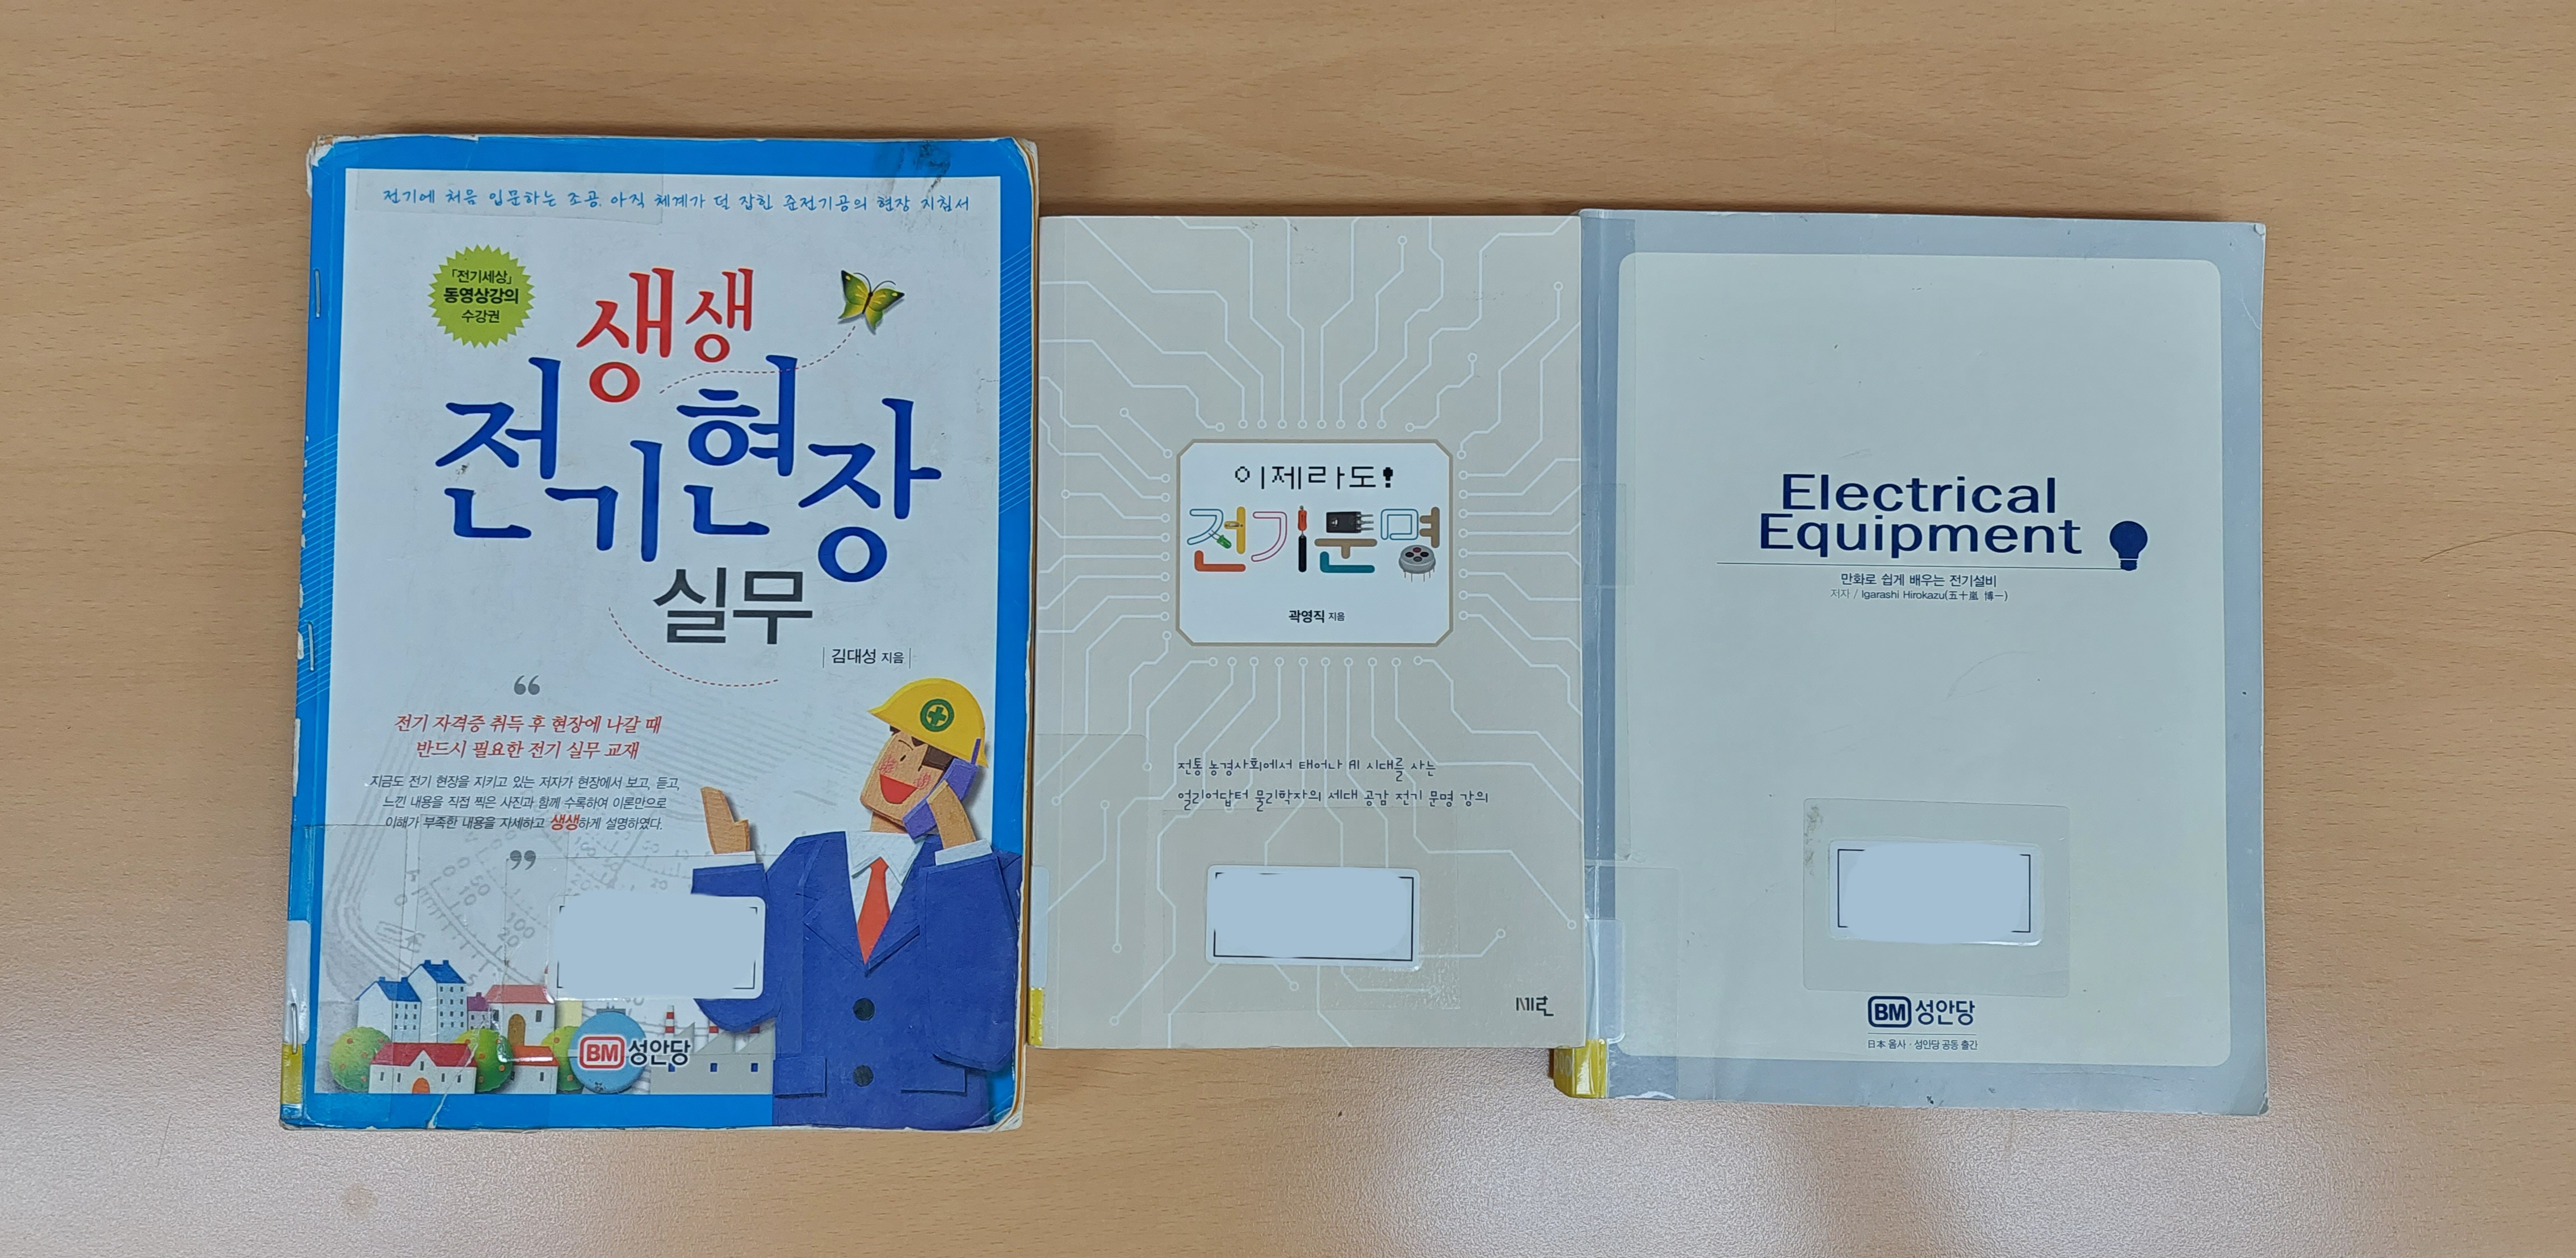 전기에 처음 입문하는 조공, 아직 체계가 덜 잡힌 준전기공의 현장 지침서
「전기세상」
동영상강의
수강권
생생
전기현장
실무
김대성 지음
“
전기 자격증 취득 후 현장에 나갈 때
반드시 필요한 전기 실무 교재
지금도 전기 현장을 지키고 있는 저자가 현장에서 보고, 듣고,
느낀 내용을 직접 찍은 사진과 함께 수록하여 이론만으로
이해가 부족한 내용을 자세하고 생생하게 설명하였다.
”
BM 성안당
이제라도!
전기문명
곽영직 지음
전통 농경사회에서 태어나 AI 시대를 사는
얼리어답터 물리학자의 세대 공감 전기 문명 강의
세로
Electrical
Equipment
만화로 쉽게 배우는 전기설비
저자 / Igarashi Hirokazu(五十嵐 博一)
BM 성안당
日本 옴사 · 성안당 공동 출간